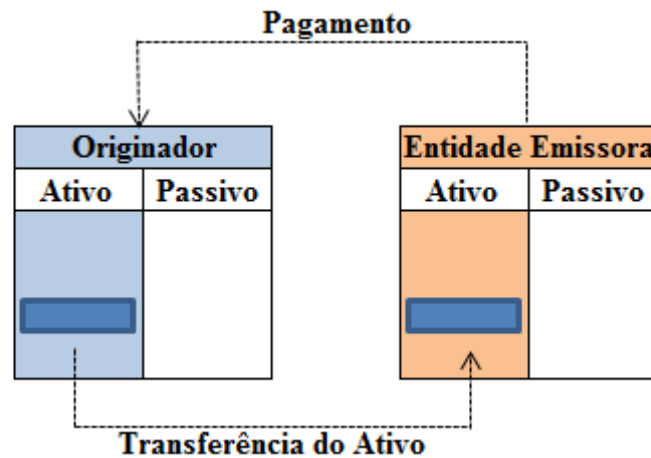 Pagamento
Originador
Entidade Emissora
Ativo
Passivo
Ativo
Passivo
Transferência do Ativo